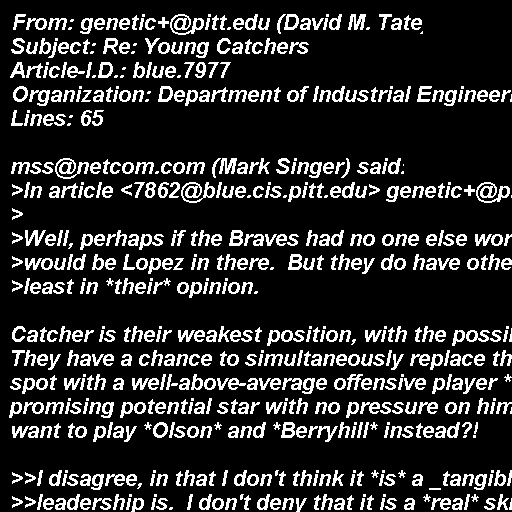 From: genetic+@pitt.edu (David M. Tate)
Subject: Re: Young Catchers
Article-I.D.: blue.7977
Organization: Department of Industrial Engineer
Lines: 65

mss@netcom.com (Mark Singer) said:
>In article <7862@blue.cis.pitt.edu> genetic+@p
>
>Well, perhaps if the Braves had no one else wor
>would be Lopez in there.  But they do have othe
>least in *their* opinion.

Catcher is their weakest position, with the possi
They have a chance to simultaneously replace th
spot with a well-above-average offensive player *
promising potential star with no pressure on him
want to play *Olson* and *Berryhill* instead?!

>>I disagree, in that I don't think it *is* a _tangibl
>>leadership is.  I don't deny that it is a *real* ski